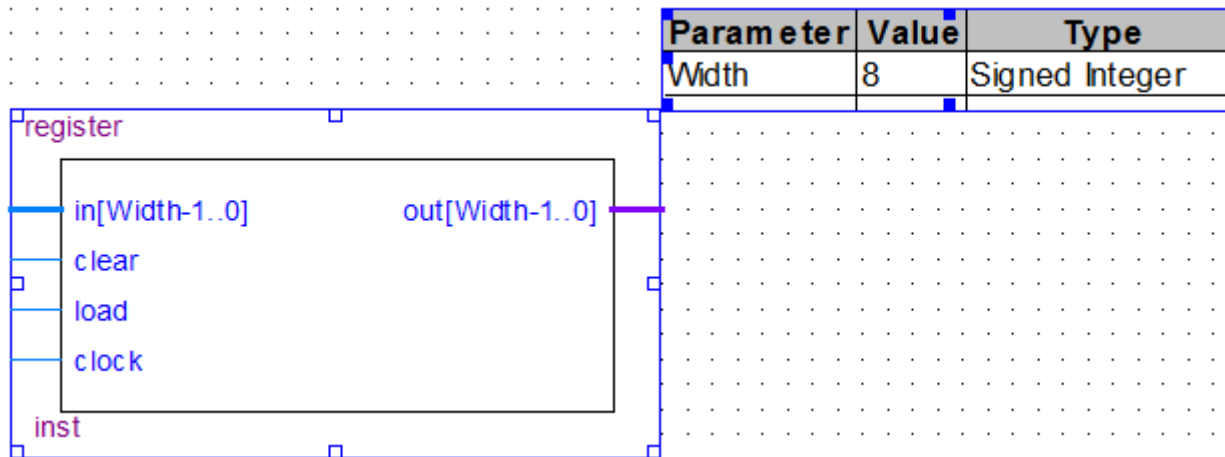 Parameter Value Type
Width 8 Signed Integer
register
in[Width-1..0] out[Width-1..0]
clear
load
clock
inst